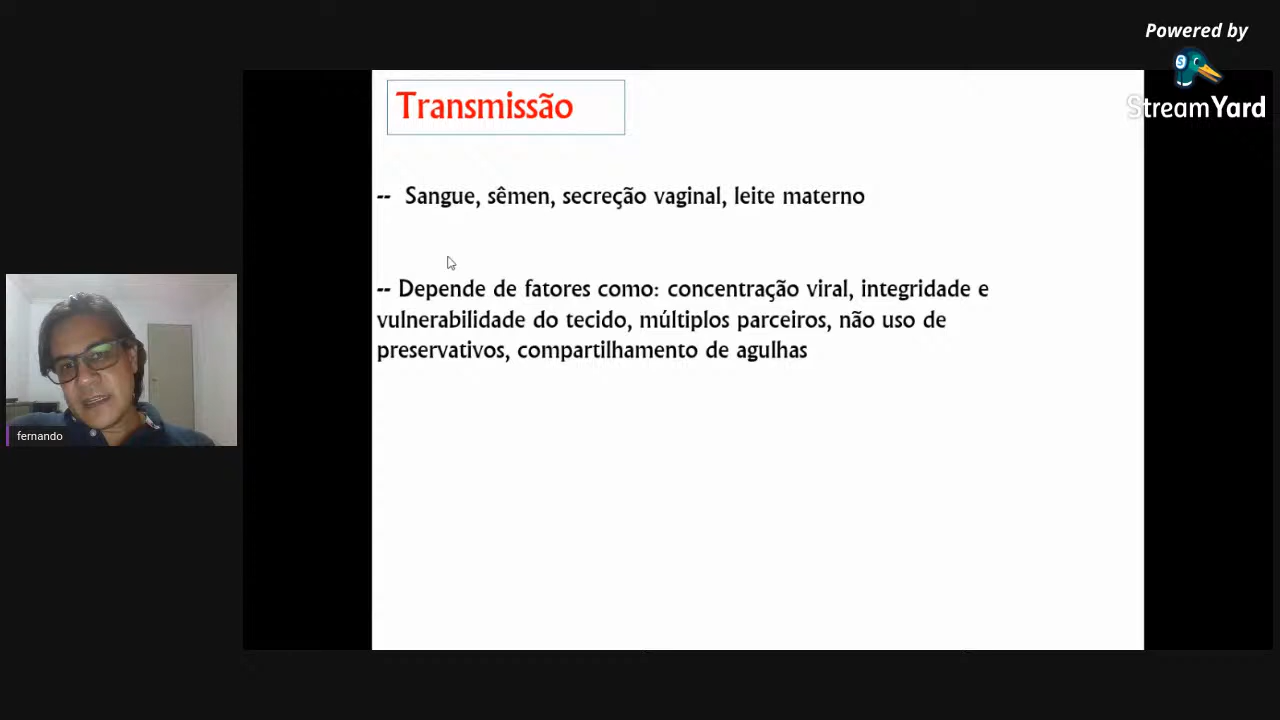 Powered by
StreamYard
Transmissão
-- Sangue, sêmen, secreção vaginal, leite materno
-- Depende de fatores como: concentração viral, integridade e
vulnerabilidade do tecido, múltiplos parceiros, não uso de
preservativos, compartilhamento de agulhas
fernando